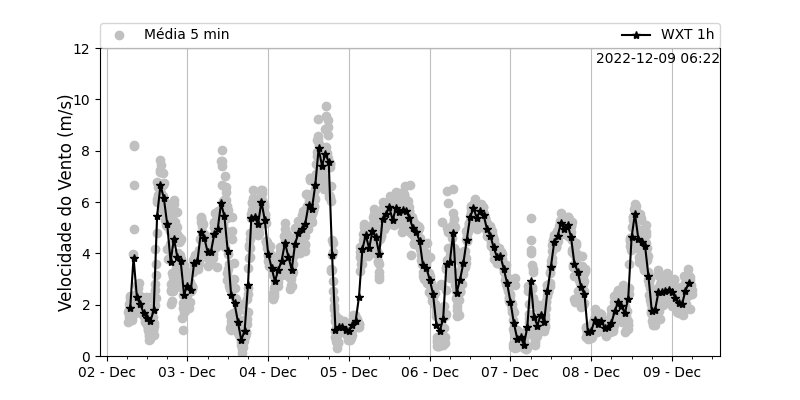 Média 5 min
WXT 1h
2022-12-09 06:22
Velocidade do Vento (m/s)
12
10
8
6
4
2
0
02 - Dec
03 - Dec
04 - Dec
05 - Dec
06 - Dec
07 - Dec
08 - Dec
09 - Dec